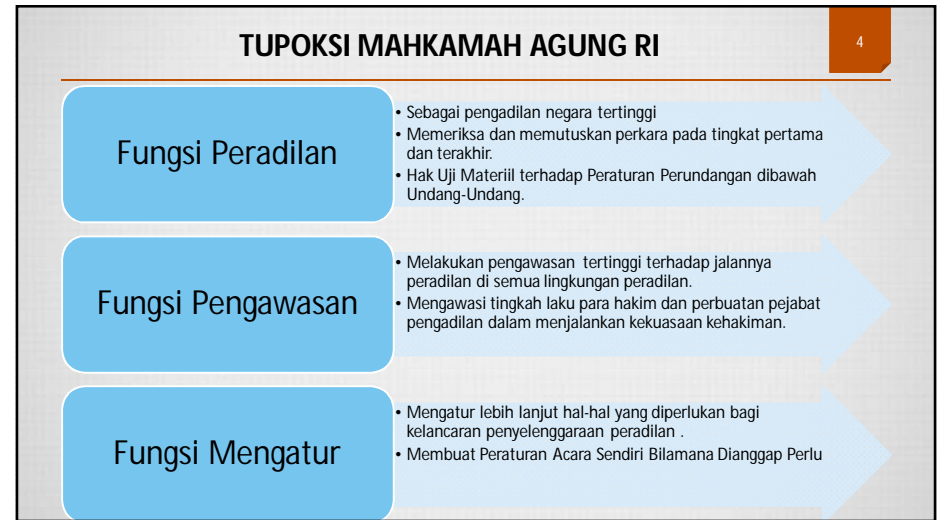 TUPOKSI MAHKAMAH AGUNG RI
4
Fungsi Peradilan
• Sebagai pengadilan negara tertinggi
• Memeriksa dan memutuskan perkara pada tingkat pertama
dan terakhir.
• Hak Uji Materiil terhadap Peraturan Perundangan dibawah
Undang-Undang.
Fungsi Pengawasan
• Melakukan pengawasan tertinggi terhadap jalannya
peradilan di semua lingkungan peradilan.
• Mengawasi tingkah laku para hakim dan perbuatan pejabat
pengadilan dalam menjalankan kekuasaan kehakiman.
Fungsi Mengatur
• Mengatur lebih lanjut hal-hal yang diperlukan bagi
kelancaran penyelenggaraan peradilan .
• Membuat Peraturan Acara Sendiri Bilamana Dianggap Perlu